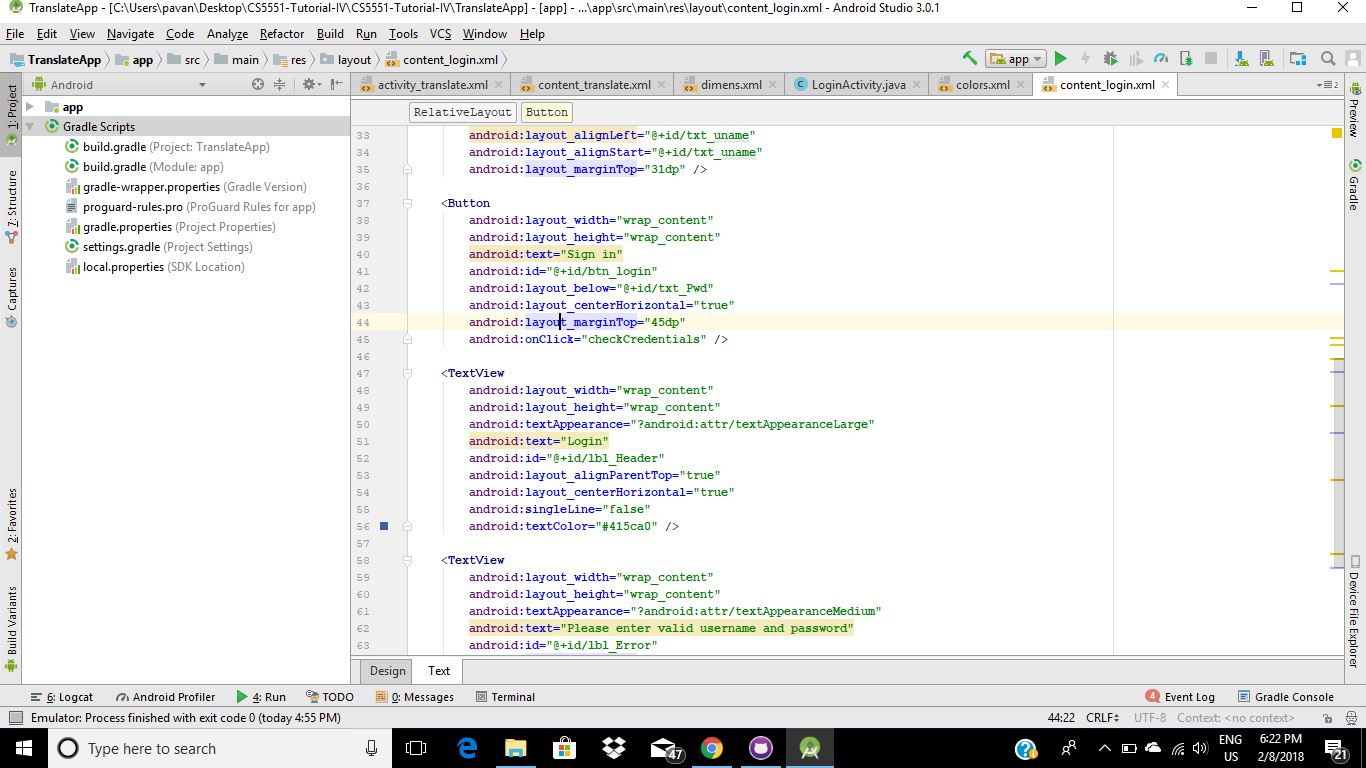 TranslateApp - [C:\Users\pavan\Desktop\CS5551-Tutorial-IV\CS5551-Tutorial-IV\TranslateApp] - [app] - ...\app\src\main\res\layout\content_login.xml - Android Studio 3.0.1
File Edit View Navigate Code Analyze Refactor Build Run Tools VCS Window Help
TranslateApp app src main res layout content_login.xml app
Android activity_translate.xml content_translate.xml dimens.xml LoginActivity.java colors.xml content_login.xml 2
1: Project
7: Structure
Captures
2: Favorites
Build Variants
app
Gradle Scripts
build.gradle (Project: TranslateApp)
build.gradle (Module: app)
gradle-wrapper.properties (Gradle Version)
proguard-rules.pro (ProGuard Rules for app)
gradle.properties (Project Properties)
settings.gradle (Project Settings)
local.properties (SDK Location)
RelativeLayout Button
33 android:layout_alignLeft="@+id/txt_uname"
34 android:layout_alignStart="@+id/txt_uname"
35 android:layout_marginTop="31dp" />
36
37 <Button
38 android:layout_width="wrap_content"
39 android:layout_height="wrap_content"
40 android:text="Sign in"
41 android:id="@+id/btn_login"
42 android:layout_below="@+id/txt_Pwd"
43 android:layout_centerHorizontal="true"
44 android:layout_marginTop="45dp"
45 android:onClick="checkCredentials" />
46
47 <TextView
48 android:layout_width="wrap_content"
49 android:layout_height="wrap_content"
50 android:textAppearance="?android:attr/textAppearanceLarge"
51 android:text="Login"
52 android:id="@+id/lbl_Header"
53 android:layout_alignParentTop="true"
54 android:layout_centerHorizontal="true"
55 android:singleLine="false"
56 android:textColor="#415ca0" />
57
58 <TextView
59 android:layout_width="wrap_content"
60 android:layout_height="wrap_content"
61 android:textAppearance="?android:attr/textAppearanceMedium"
62 android:text="Please enter valid username and password"
63 android:id="@+id/lbl_Error"
Preview
Gradle
Device File Explorer
Design Text
6: Logcat Android Profiler 4: Run TODO 0: Messages Terminal 4 Event Log Gradle Console
Emulator: Process finished with exit code 0 (today 4:55 PM) 44:22 CRLF UTF-8 Context: <no context>
Type here to search 47 ENG US 6:22 PM 2/8/2018 21